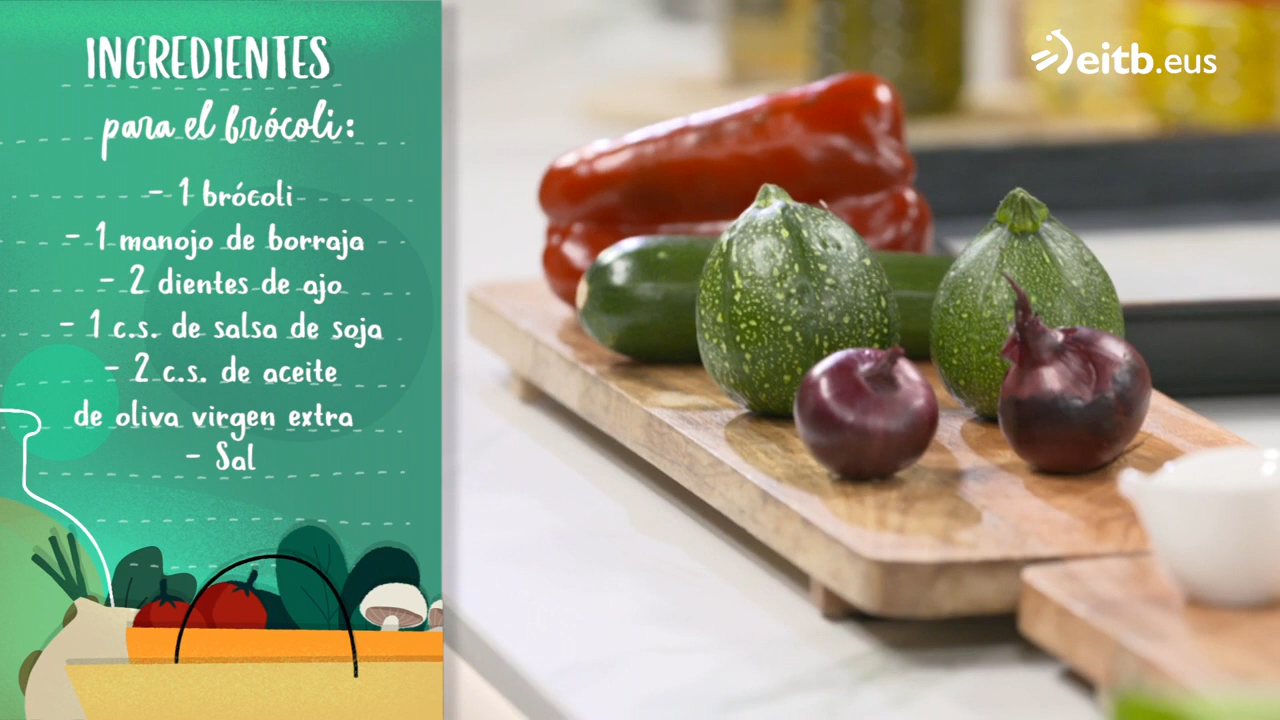 INGREDIENTES
para el brócoli:
- 1 brócoli
- 1 manojo de borraja
- 2 dientes de ajo
- 1 c.s. de salsa de soja
- 2 c.s. de aceite
de oliva virgen extra
- Sal
eitb.eus